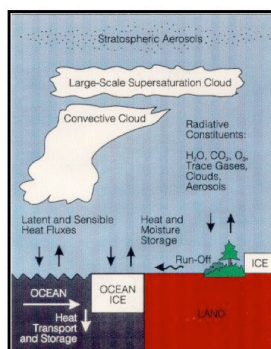 Stratospheric Aerosols
Large-Scale Supersaturation Cloud
Convective Cloud
Radiative
Constituents:
H₂O, CO₂, O₃,
Trace Gases,
Clouds,
Aerosols
Latent and Sensible
Heat Fluxes
Heat and
Moisture
Storage
Run-Off
ICE
OCEAN
OCEAN
ICE
LAND
Heat
Transport
and Storage